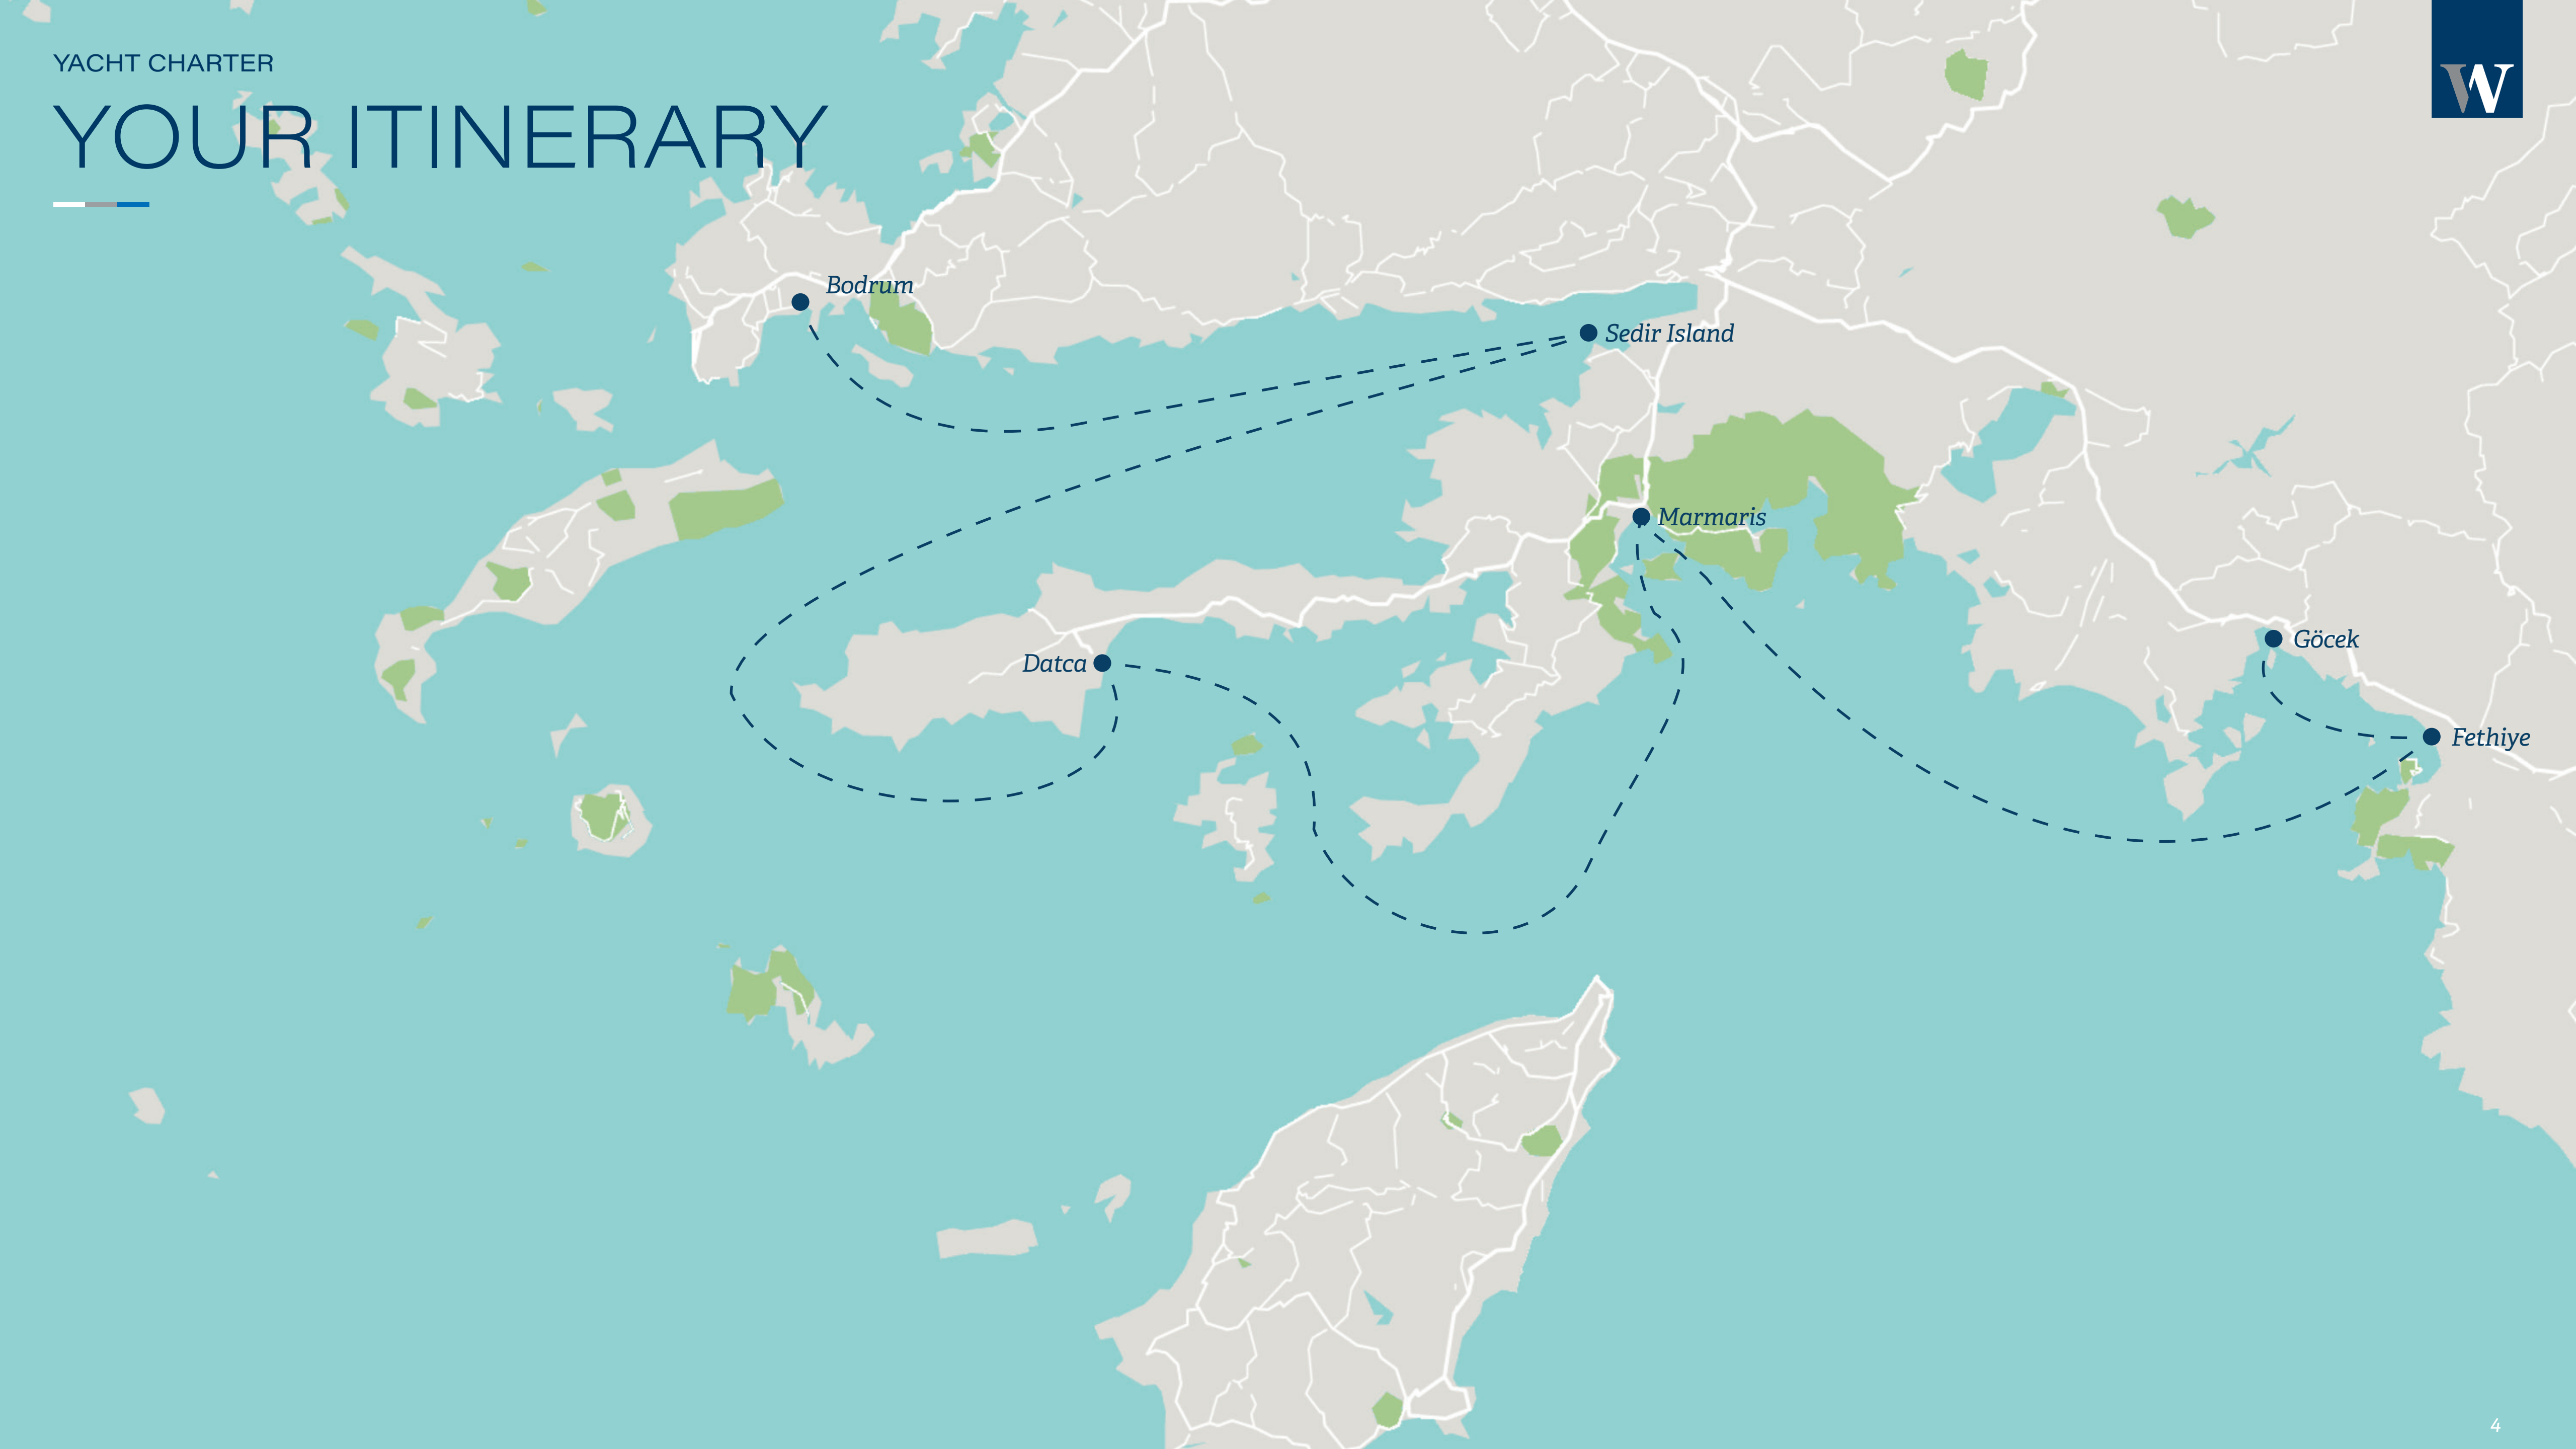 YACHT CHARTER
YOUR ITINERARY
W
Bodrum
Sedir Island
Marmaris
Göcek
Datca
Fethiye
4